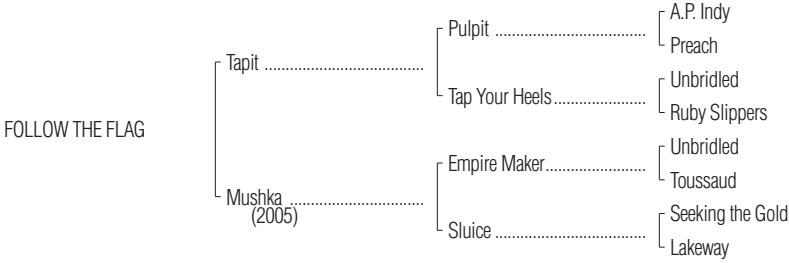 A.P. Indy
Pulpit ......................................
Preach
Tapit ........................................
Unbridled
Tap Your Heels.......................
Ruby Slippers
FOLLOW THE FLAG
Unbridled
Empire Maker.........................
Toussaud
Mushka ..................................
(2005)
Seeking the Gold
Sluice ......................................
Lakeway